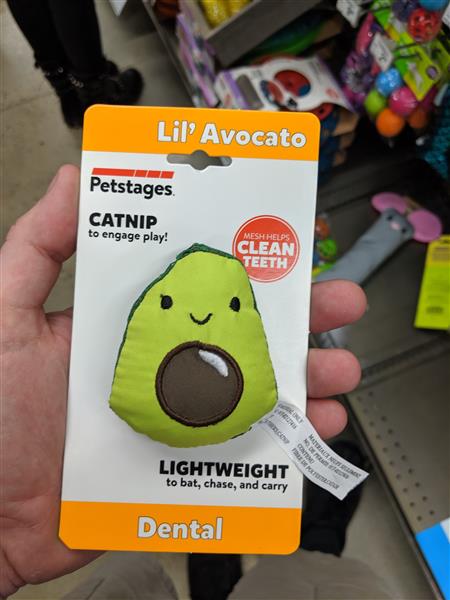 Lil' Avocato
Petstages
CATNIP
to engage play!
MESH HELPS
CLEAN
TEETH
LIGHTWEIGHT
to bat, chase, and carry
Dental